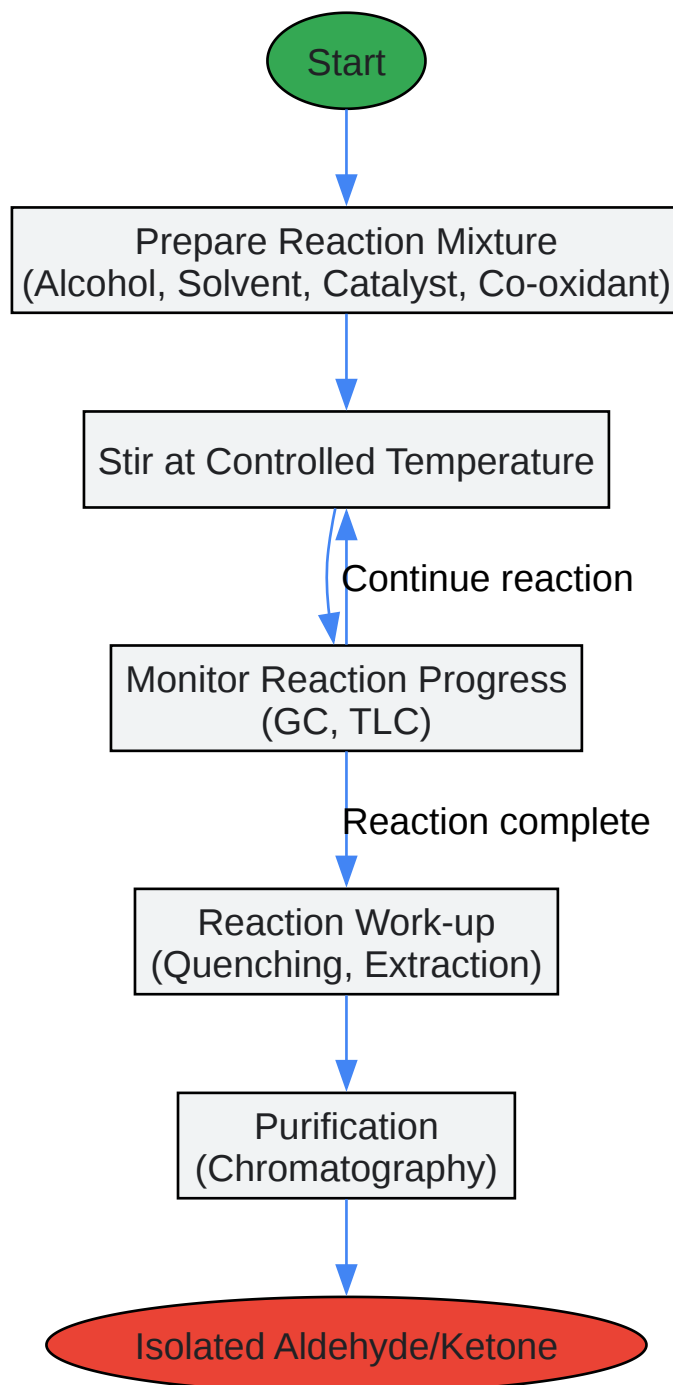 Start
Prepare Reaction Mixture
(Alcohol, Solvent, Catalyst, Co-oxidant)
Stir at Controlled Temperature
Continue reaction
Monitor Reaction Progress
(GC, TLC)
Reaction complete
Reaction Work-up
(Quenching, Extraction)
Purification
(Chromatography)
Isolated Aldehyde/Ketone